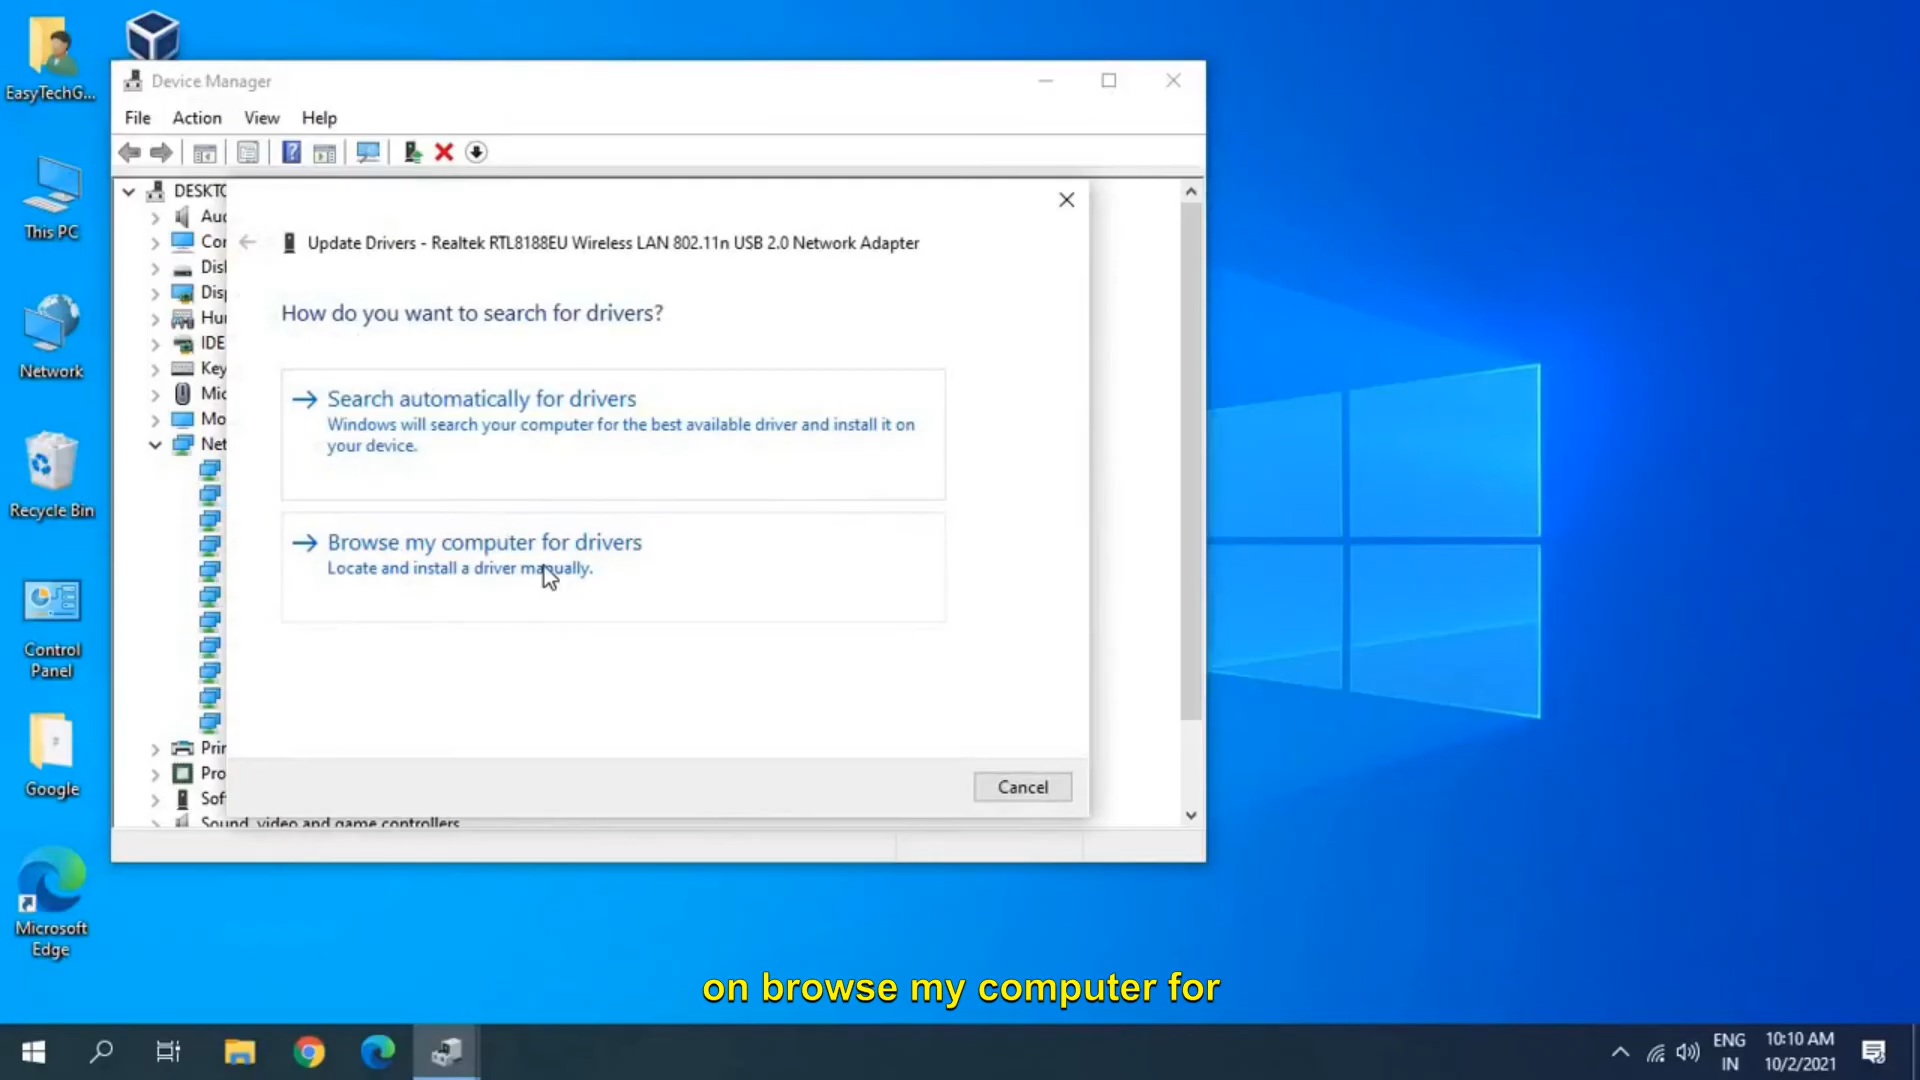 EasyTechG...
This PC
Network
Recycle Bin
Control
Panel
Google
Microsoft
Edge
Device Manager
File Action View Help
DESKTO
Aud
Con
Disk
Disp
Hun
IDE
Key
Mic
Mo
Net
Prin
Pro
Soft
Sound, video and game controllers
Update Drivers - Realtek RTL8188EU Wireless LAN 802.11n USB 2.0 Network Adapter
How do you want to search for drivers?
Search automatically for drivers
Windows will search your computer for the best available driver and install it on
your device.
Browse my computer for drivers
Locate and install a driver manually.
Cancel
on browse my computer for
ENG
IN
10:10 AM
10/2/2021